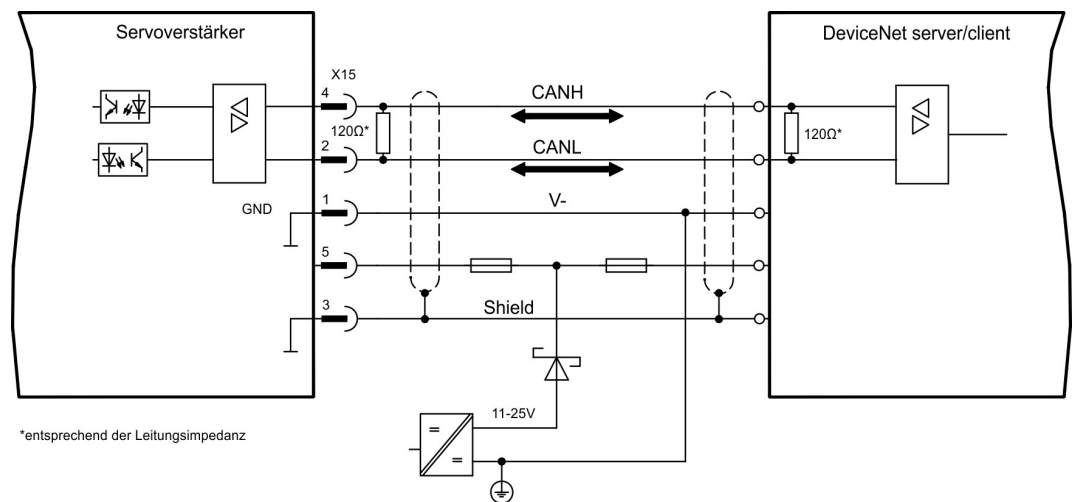 Servoverstärker
DeviceNet server/client
X15
4
CANH
120Ω*
120Ω*
2
CANL
1
V-
GND
5
3
Shield
11-25V
=
=
*entsprechend der Leitungsimpedanz